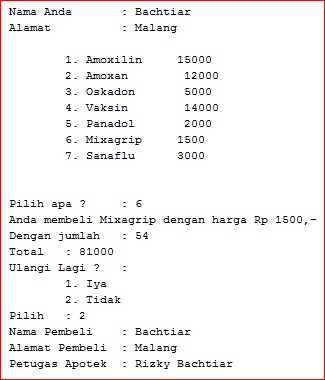 Nama Anda : Bachtiar
Alamat : Malang
1. Amoxilin 15000
2. Amoxan 12000
3. Oskadon 5000
4. Vaksin 14000
5. Panadol 2000
6. Mixagrip 1500
7. Sanaflu 3000
Pilih apa ? : 6
Anda membeli Mixagrip dengan harga Rp 1500,-
Dengan jumlah : 54
Total : 81000
Ulangi Lagi ? :
1. Iya
2. Tidak
Pilih : 2
Nama Pembeli : Bachtiar
Alamat Pembeli : Malang
Petugas Apotek : Rizky Bachtiar